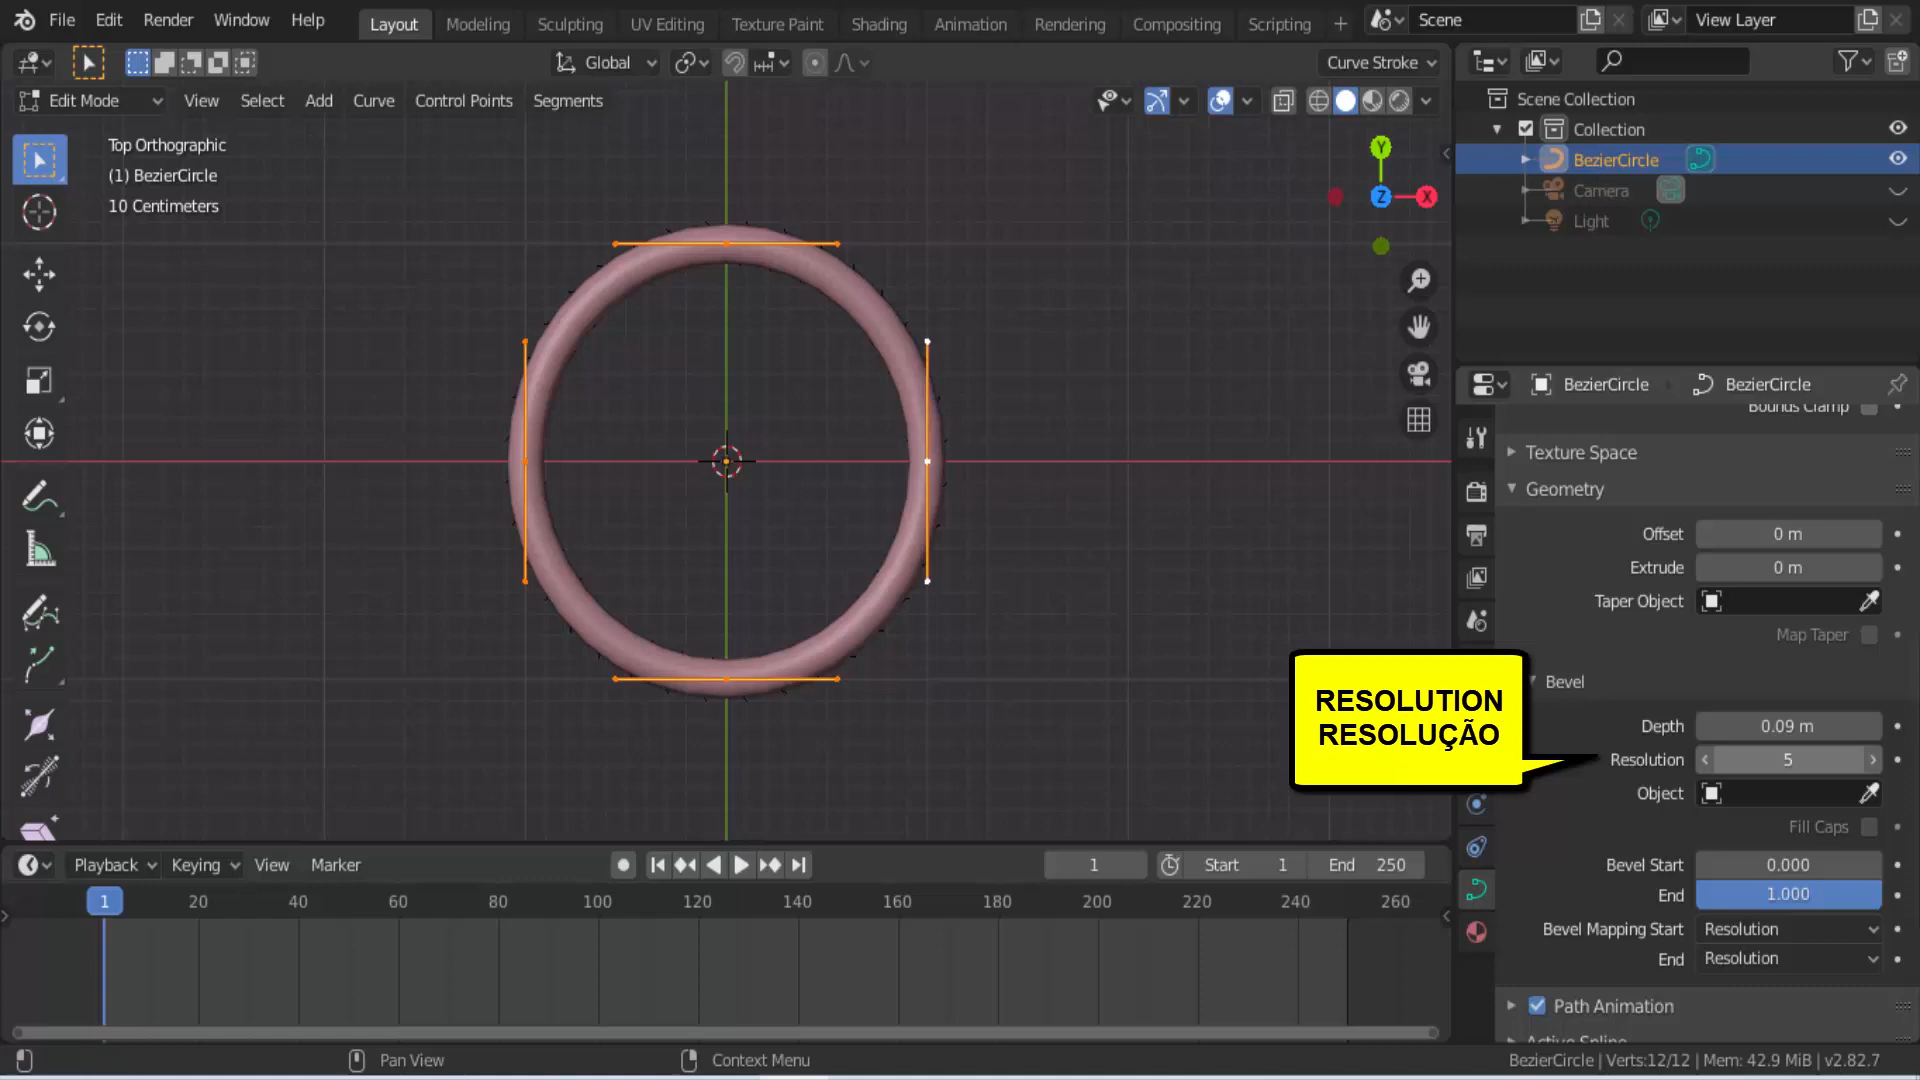 File Edit Render Window Help
Layout Modeling Sculpting UV Editing Texture Paint Shading Animation Rendering Compositing Scripting +
Scene
View Layer
Global
Curve Stroke
Edit Mode View Select Add Curve Control Points Segments
Top Orthographic
(1) BezierCircle
10 Centimeters
Y
Z
X
Scene Collection
Collection
BezierCircle
Camera
Light
BezierCircle BezierCircle
Bounds Clamp
Texture Space
Geometry
Offset 0 m
Extrude 0 m
Taper Object
Map Taper
Bevel
RESOLUTION
RESOLUÇÃO
Depth 0.09 m
Resolution 5
Object
Fill Caps
Bevel Start 0.000
End 1.000
Bevel Mapping Start Resolution
End Resolution
Path Animation
Active Spline
Playback Keying View Marker
1
Start 1 End 250
1 20 40 60 80 100 120 140 160 180 200 220 240 260
Pan View
Context Menu
BezierCircle | Verts:12/12 | Mem: 42.9 MiB | v2.82.7